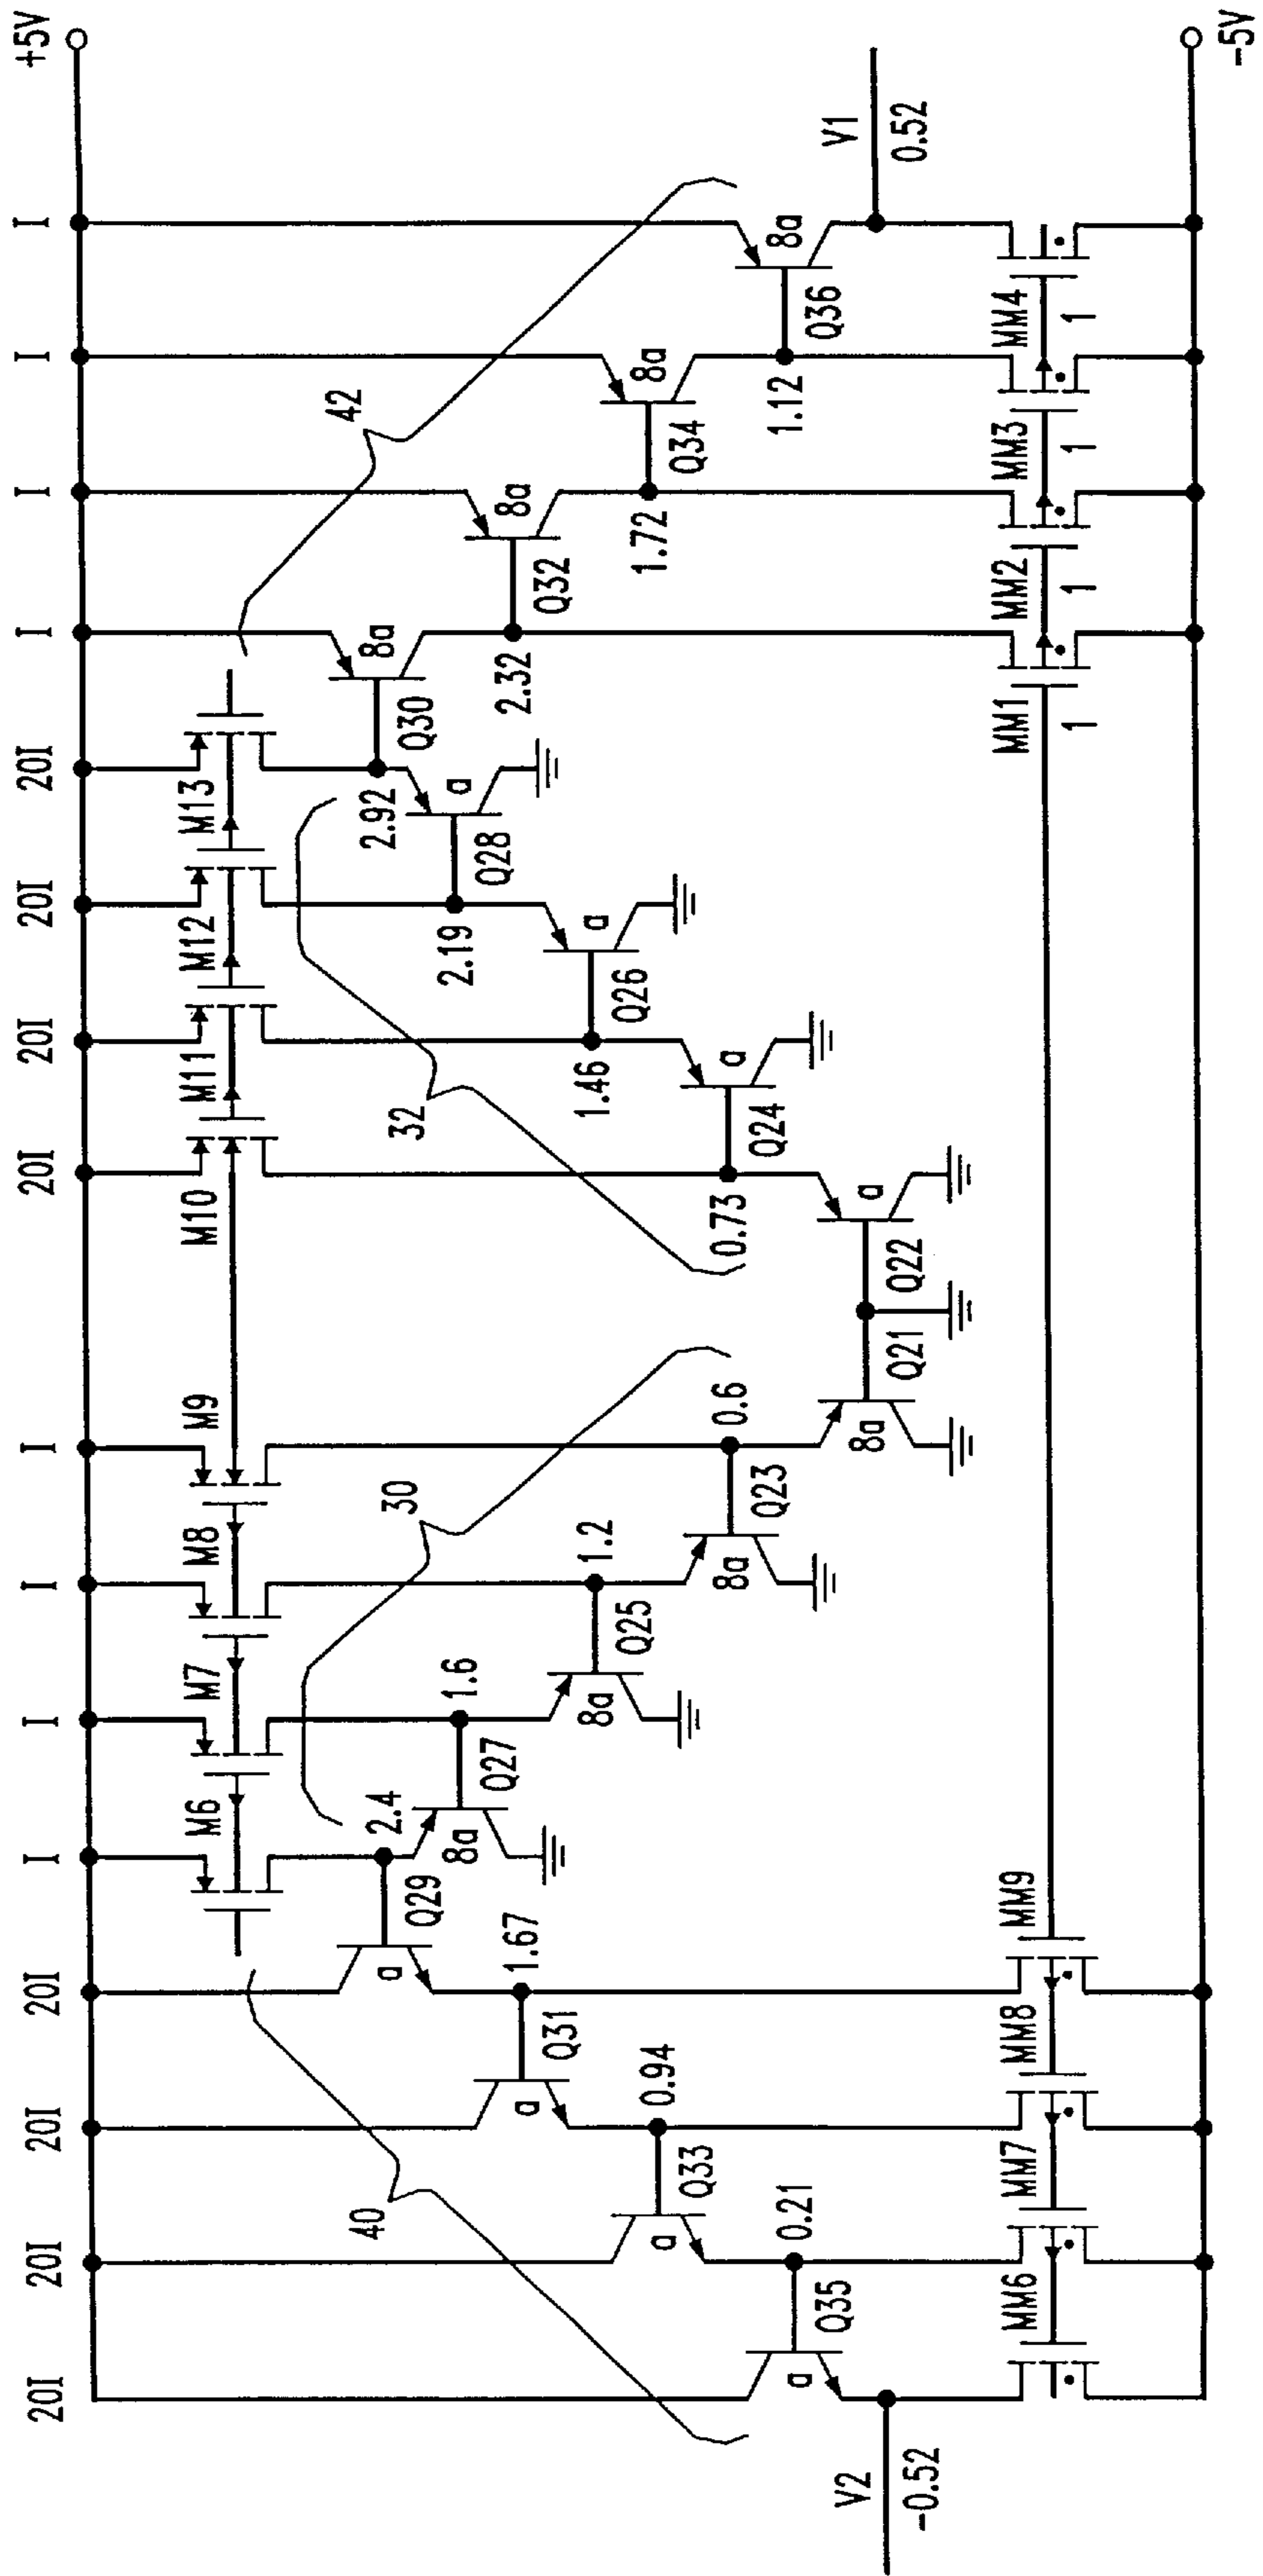 20I 20I 20I 20I I I I I 20I 20I 20I 20I I I I I +5V
M6 M7 M8 M9 M10 M11 M12 M13
40 30 32 42
Q29 2.4 Q27 1.6 Q25 1.2 Q23 0.6 Q21 Q22 0.73 Q24 1.46 Q26 2.19 Q28 2.92 Q30
8a 8a 8a 8a a a a a
1.67 Q31 0.94 Q33 0.21 Q35
a a a a
2.32 Q32 1.72 Q34 1.12 Q36
8a 8a 8a 8a
V2
-0.52
V1
0.52
MM6 MM7 MM8 MM9 MM1 MM2 MM3 MM4
1 1 1 1
-5V